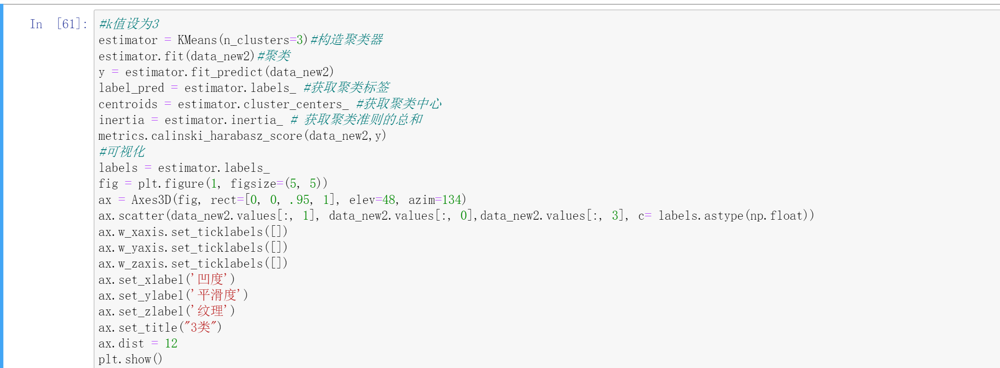 In [61]:
#k值设为3
estimator = KMeans(n_clusters=3)#构造聚类器
estimator.fit(data_new2)#聚类
y = estimator.fit_predict(data_new2)
label_pred = estimator.labels_ #获取聚类标签
centroids = estimator.cluster_centers_ #获取聚类中心
inertia = estimator.inertia_ # 获取聚类准则的总和
metrics.calinski_harabasz_score(data_new2,y)
#可视化
labels = estimator.labels_
fig = plt.figure(1, figsize=(5, 5))
ax = Axes3D(fig, rect=[0, 0, .95, 1], elev=48, azim=134)
ax.scatter(data_new2.values[:, 1], data_new2.values[:, 0],data_new2.values[:, 3], c= labels.astype(np.float))
ax.w_xaxis.set_ticklabels([])
ax.w_yaxis.set_ticklabels([])
ax.w_zaxis.set_ticklabels([])
ax.set_xlabel('凹度')
ax.set_ylabel('平滑度')
ax.set_zlabel('纹理')
ax.set_title("3类")
ax.dist = 12
plt.show()